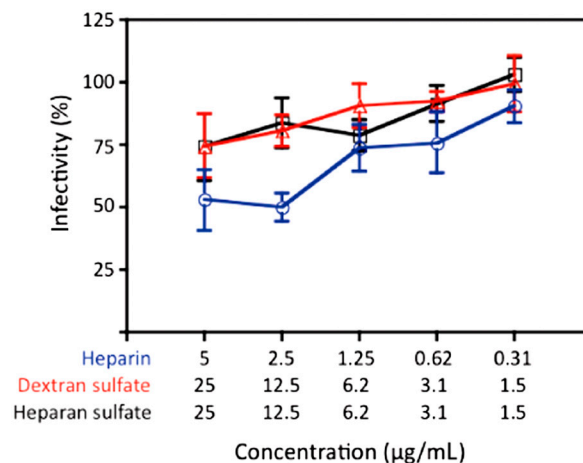 125
100
75
50
25
Infectivity (%)
Heparin 5 2.5 1.25 0.62 0.31
Dextran sulfate 25 12.5 6.2 3.1 1.5
Heparan sulfate 25 12.5 6.2 3.1 1.5
Concentration (µg/mL)